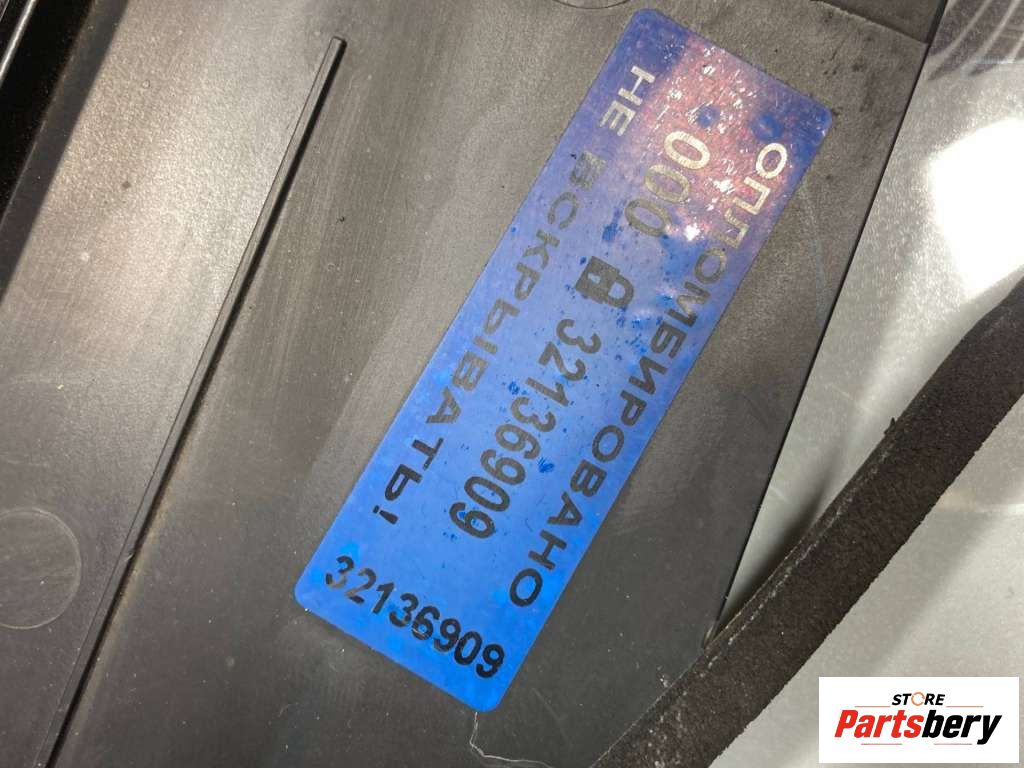 ОПЛОМБИРОВАНО
000 32136909
НЕ ВСКРЫВАТЬ!
32136909
STORE
Partsbery